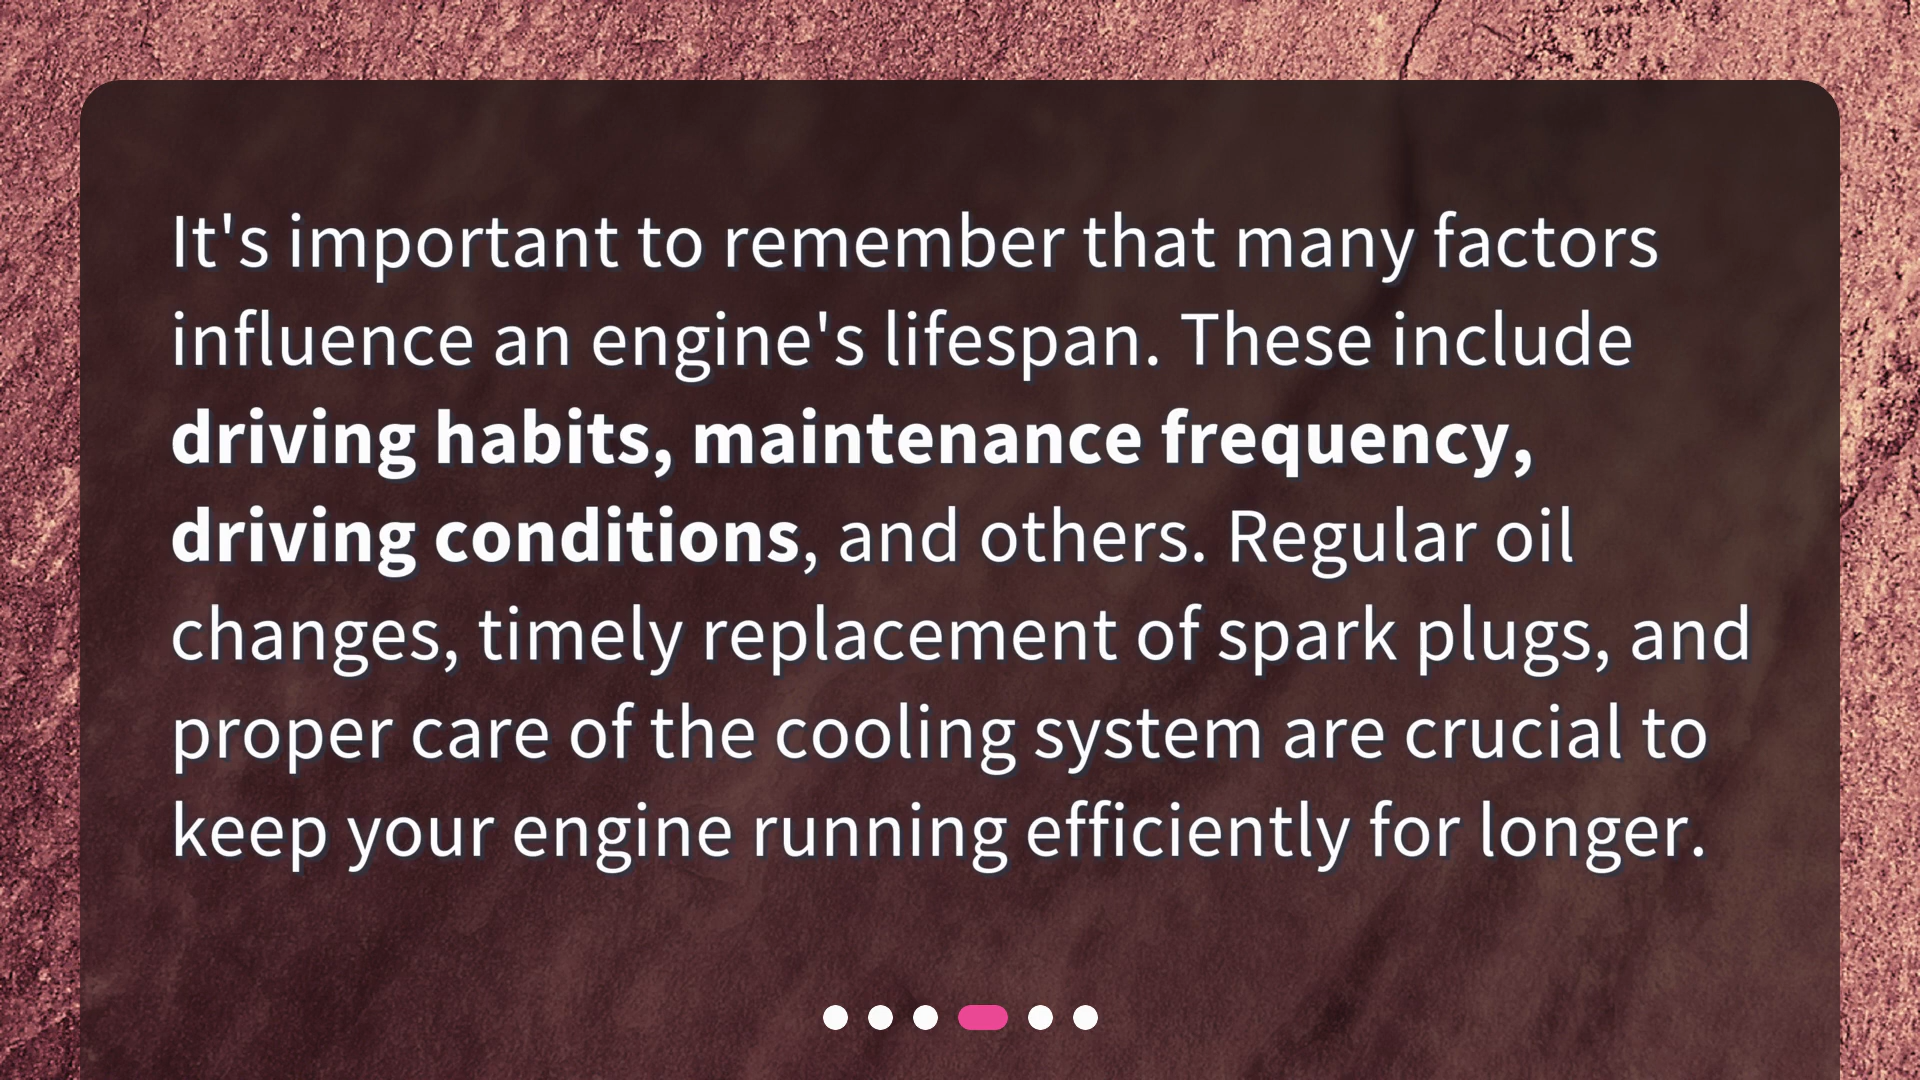 It's important to remember that many factors
influence an engine's lifespan. These include
driving habits, maintenance frequency,
driving conditions, and others. Regular oil
changes, timely replacement of spark plugs, and
proper care of the cooling system are crucial to
keep your engine running efficiently for longer.